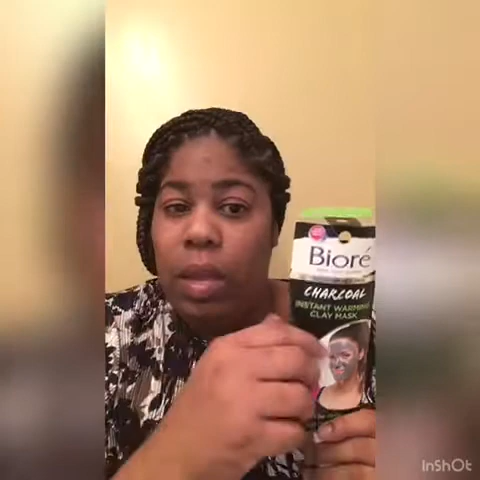 Bioré
CHARCOAL
INSTANT WARMING
CLAY MASK
InShOt